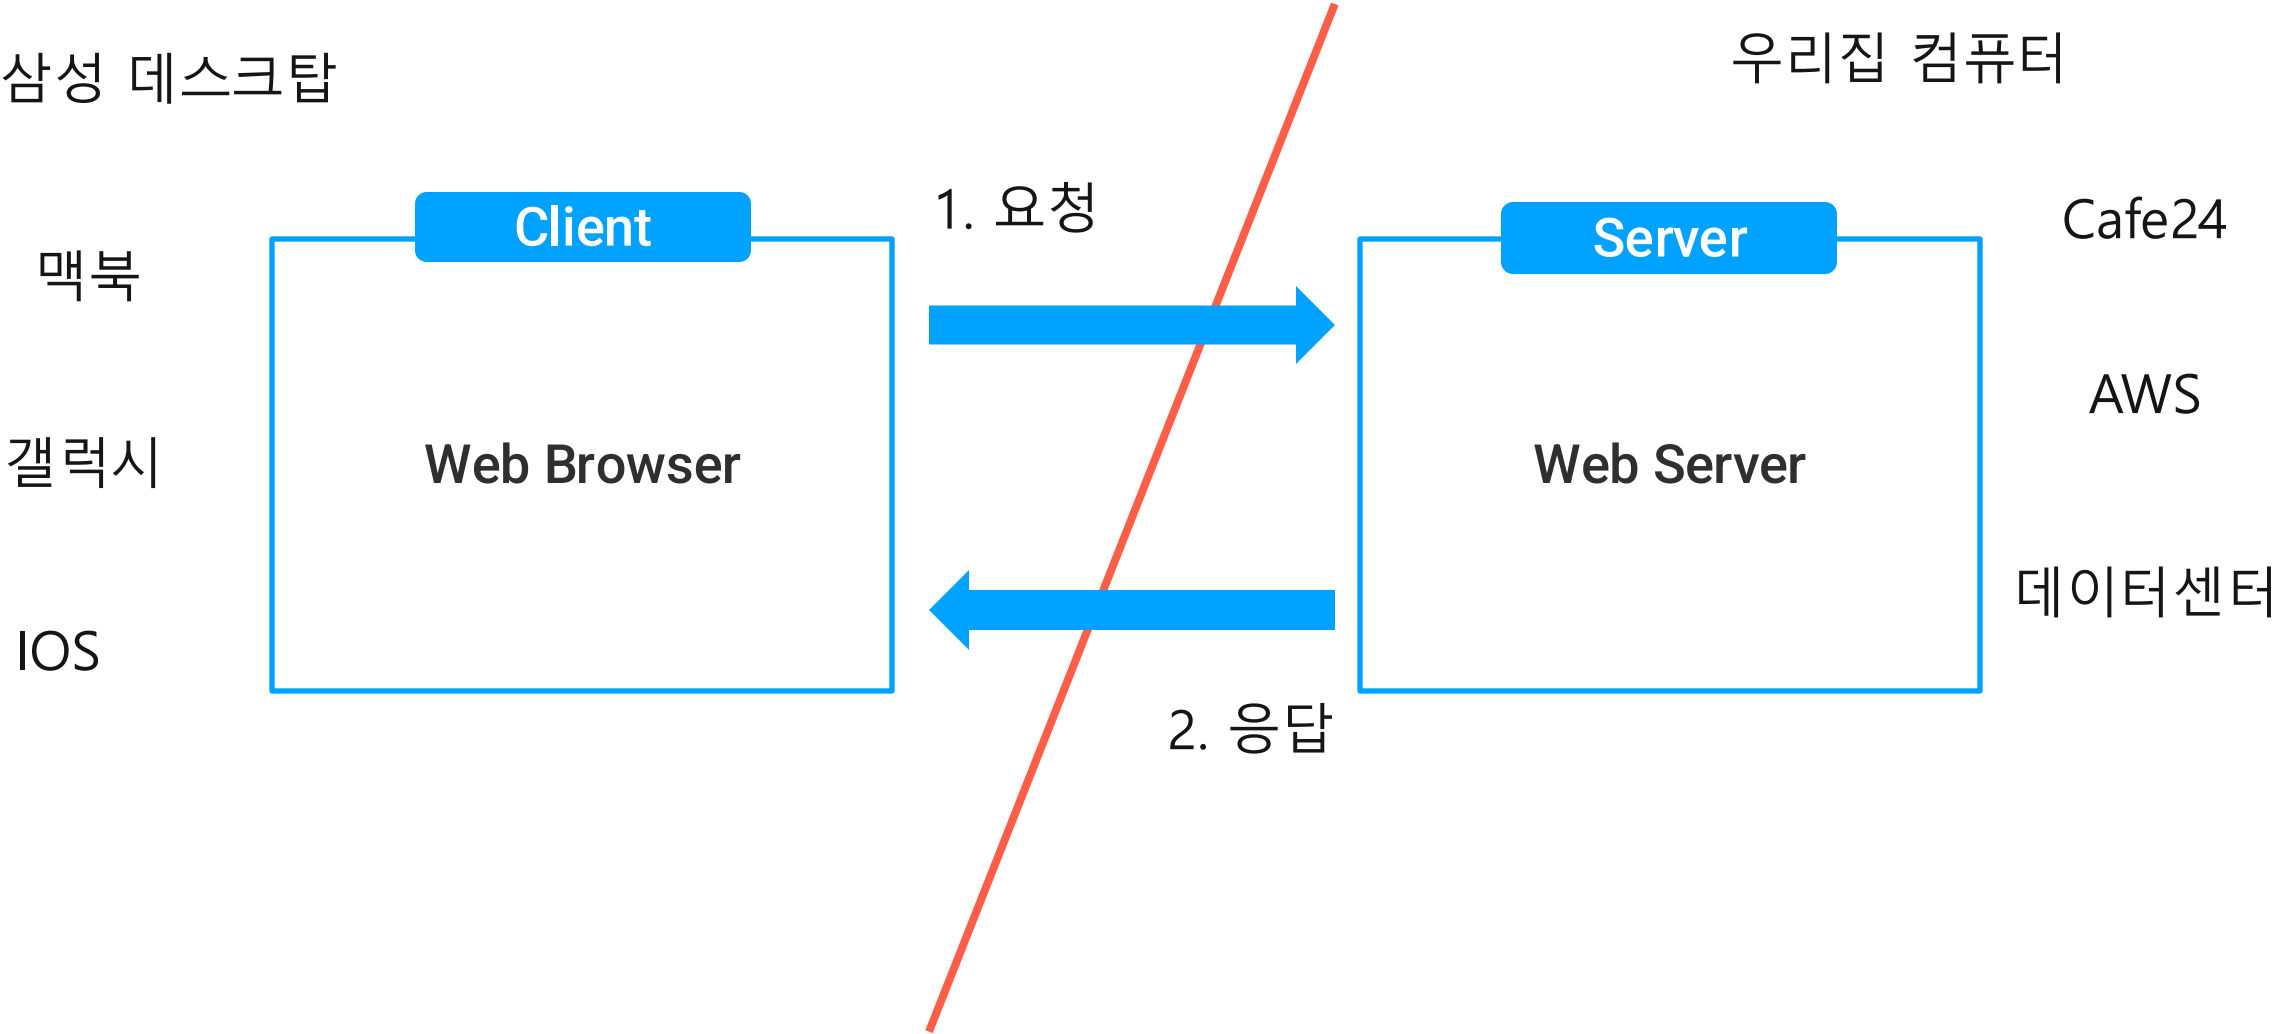 삼성 데스크탑
우리집 컴퓨터
Client
1. 요청
Server
Cafe24
맥북
AWS
갤럭시
Web Browser
Web Server
데이터센터
IOS
2. 응답